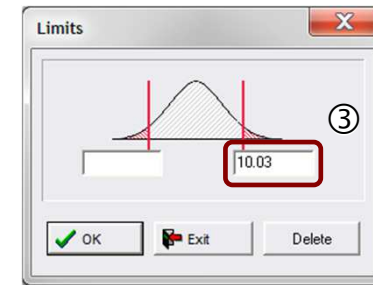 Limits
X
③
10.03
OK
Exit
Delete